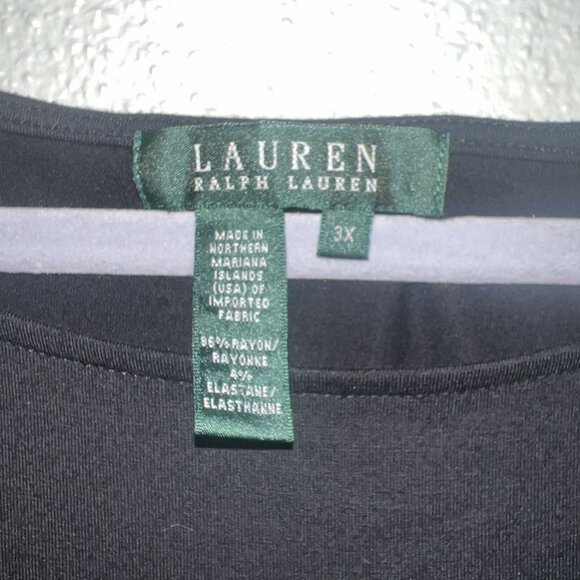 LAUREN
RALPH LAUREN
3X
MADE IN
NORTHERN
MARIANA
ISLANDS
(USA) OF
IMPORTED
FABRIC
96% RAYON/
RAYONNE
4%
ELASTANE/
ELASTHANNE